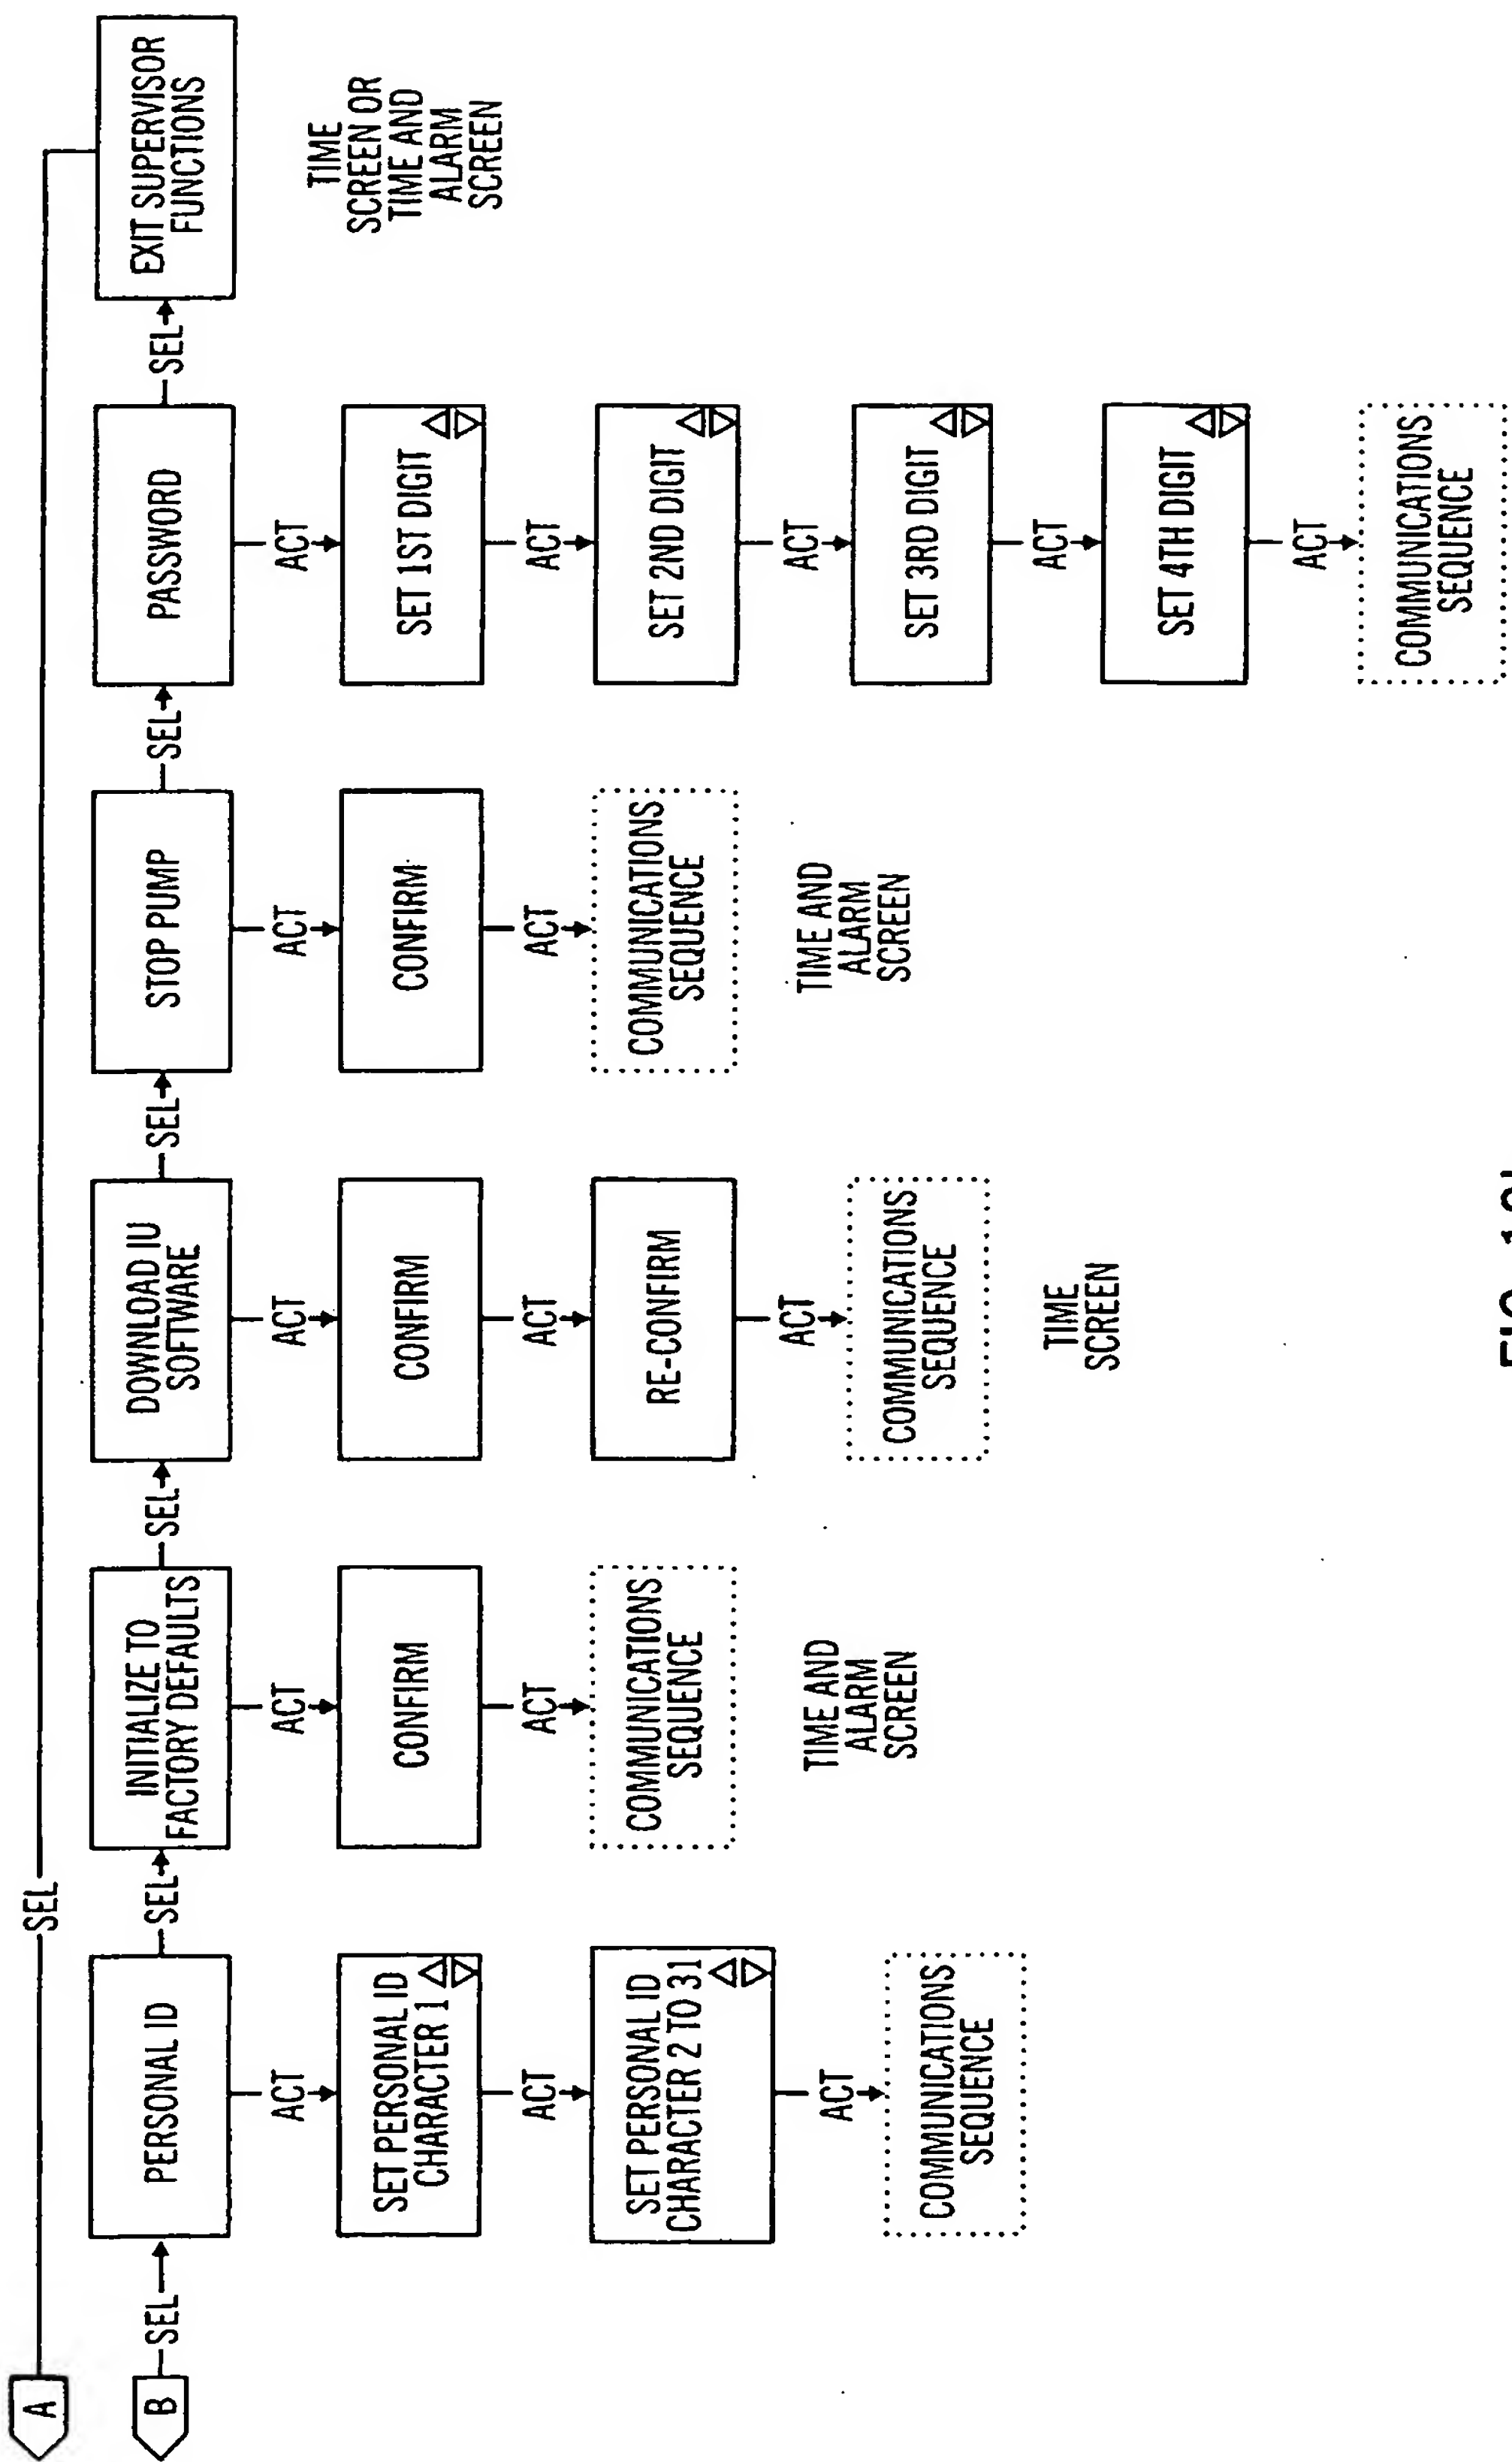 A
SEL
B
SEL
PERSONAL ID
SEL
INITIALIZE TO
FACTORY DEFAULTS
SEL
DOWNLOAD IU
SOFTWARE
SEL
STOP PUMP
SEL
PASSWORD
SEL
EXIT SUPERVISOR
FUNCTIONS
ACT
ACT
ACT
ACT
ACT
TIME
SCREEN OR
TIME AND
ALARM
SCREEN
SET PERSONAL ID
CHARACTER 1
CONFIRM
CONFIRM
CONFIRM
SET 1ST DIGIT
ACT
ACT
ACT
ACT
ACT
SET PERSONAL ID
CHARACTER 2 TO 31
COMMUNICATIONS
SEQUENCE
RE-CONFIRM
COMMUNICATIONS
SEQUENCE
SET 2ND DIGIT
ACT
TIME AND
ALARM
SCREEN
ACT
TIME AND
ALARM
SCREEN
ACT
COMMUNICATIONS
SEQUENCE
COMMUNICATIONS
SEQUENCE
SET 3RD DIGIT
TIME
SCREEN
ACT
SET 4TH DIGIT
ACT
COMMUNICATIONS
SEQUENCE